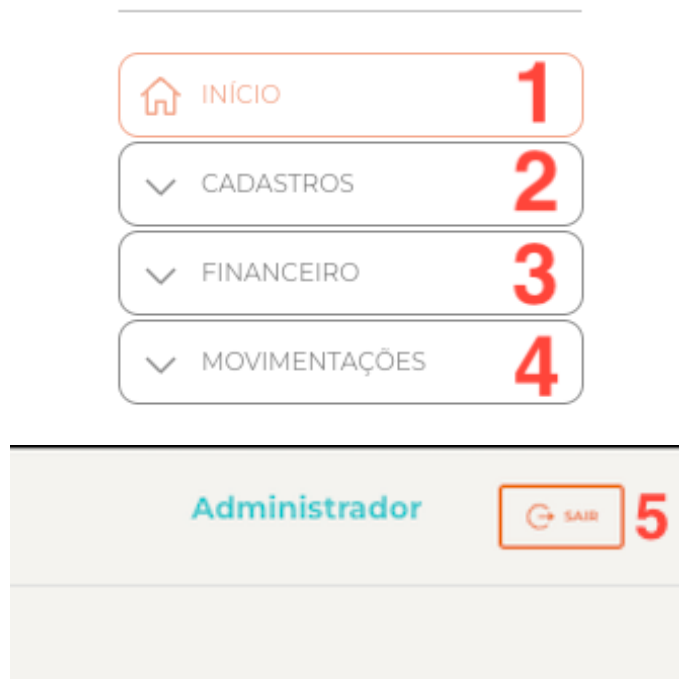 INÍCIO 1
CADASTROS 2
FINANCEIRO 3
MOVIMENTAÇÕES 4
Administrador SAIR 5